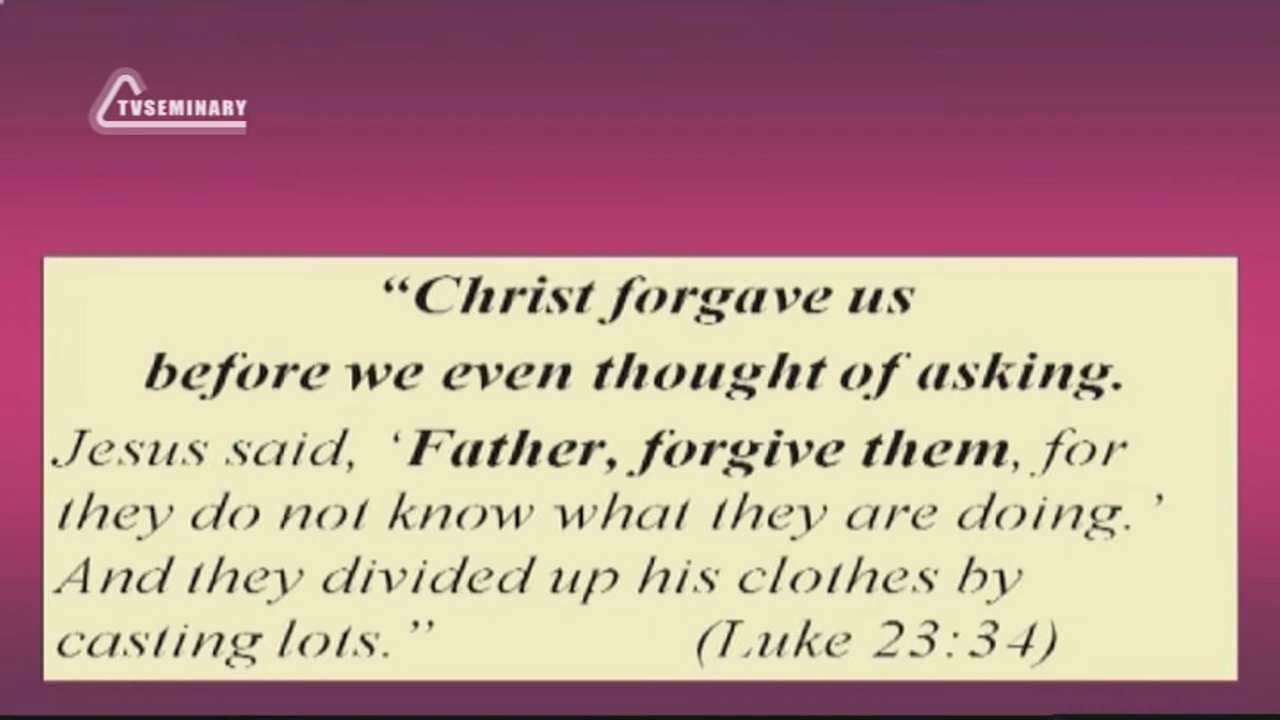 TVSEMINARY
“Christ forgave us
before we even thought of asking.
Jesus said, ‘Father, forgive them, for
they do not know what they are doing. ’
And they divided up his clothes by
casting lots.” (Luke 23:34)